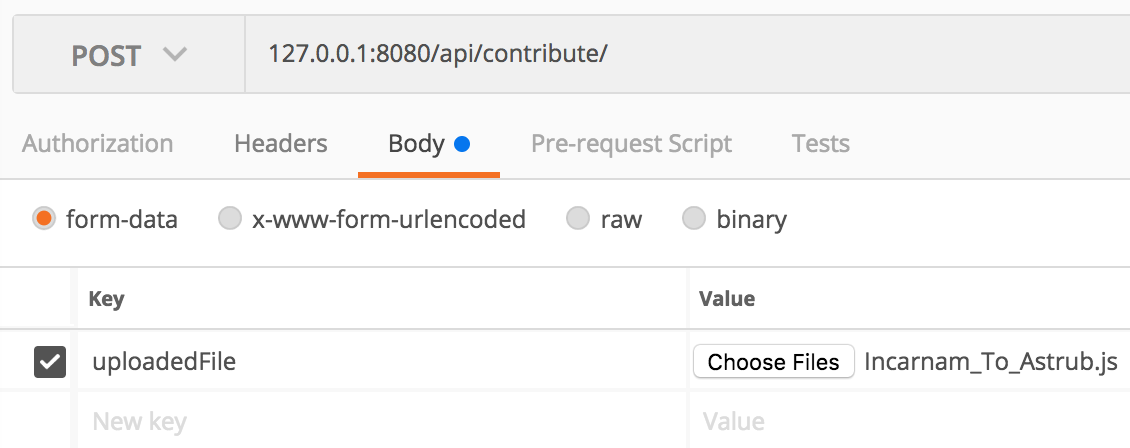 POST 127.0.0.1:8080/api/contribute/
Authorization Headers Body Pre-request Script Tests
form-data x-www-form-urlencoded raw binary
Key Value
uploadedFile Choose Files Incarnam_To_Astrub.js
New key Value